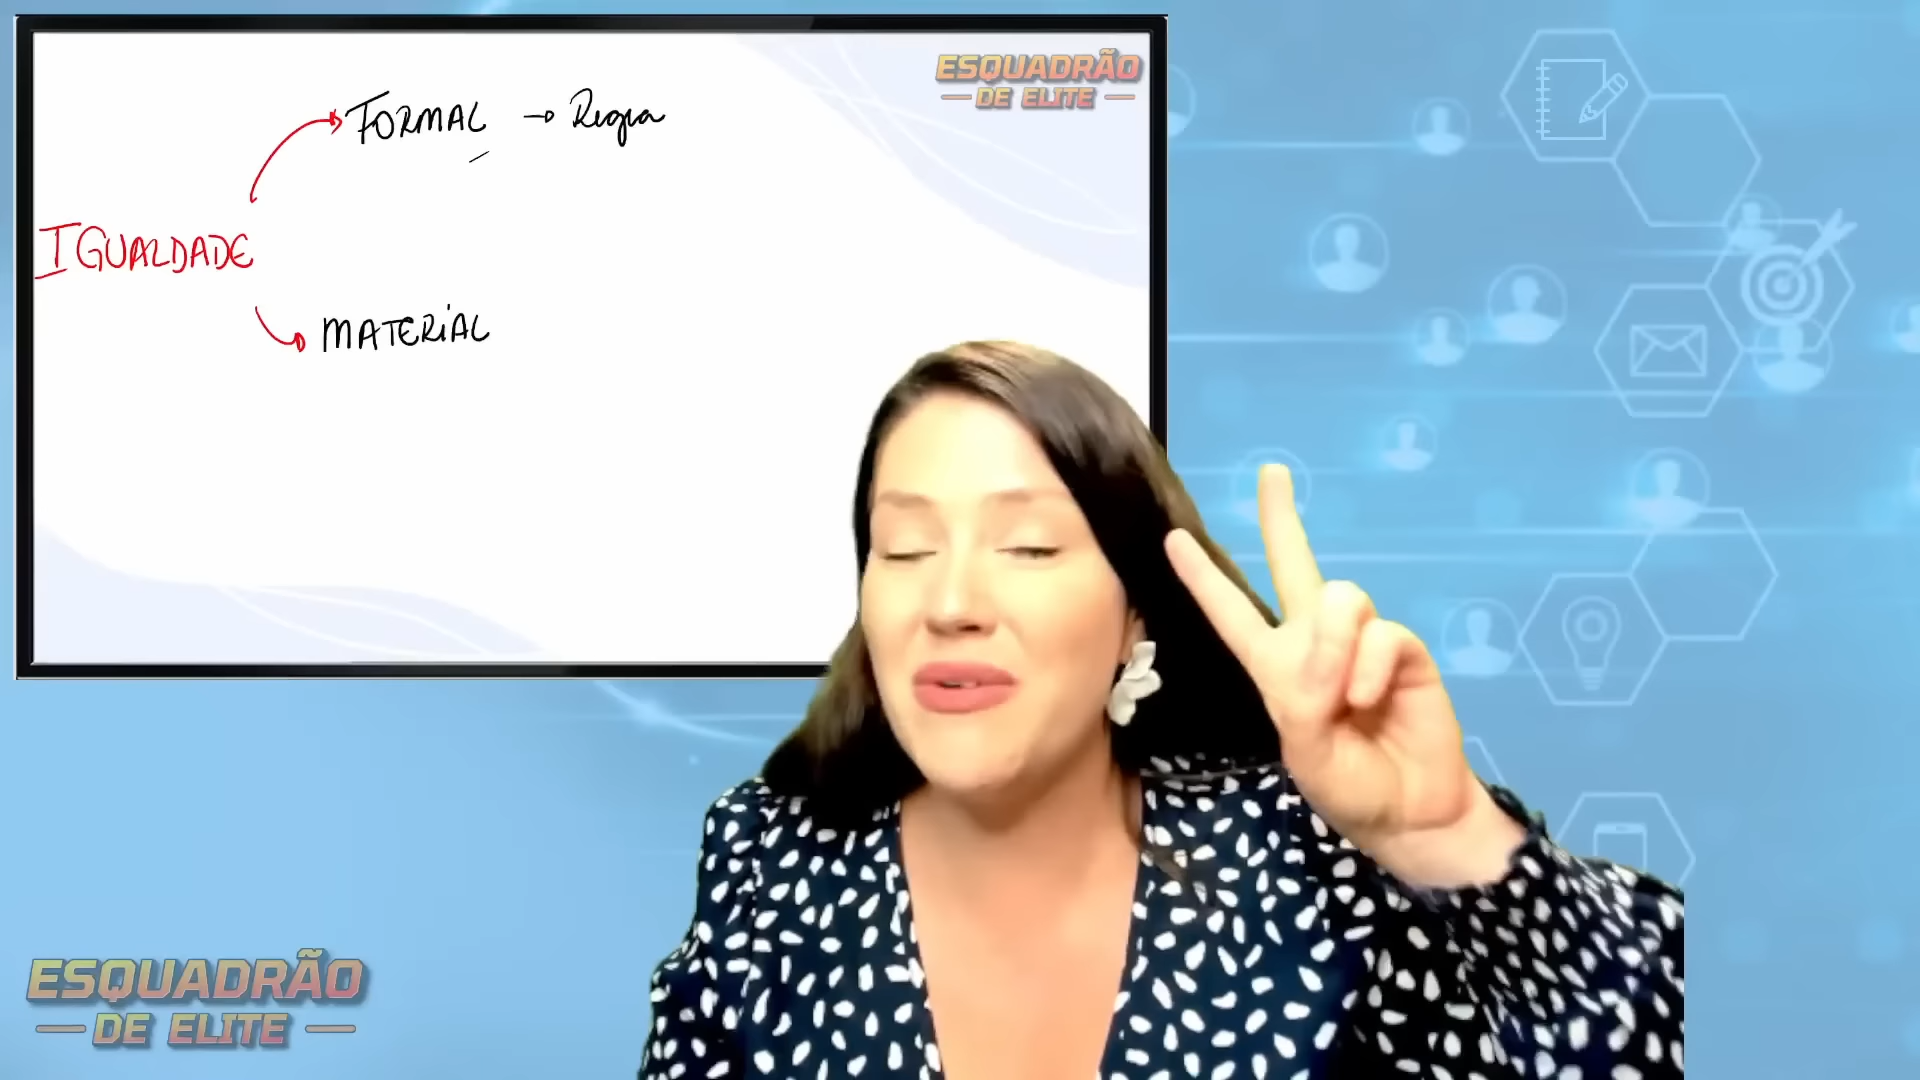 ESQUADRÃO
DE ELITE
FORMAL → Regra
IGUALDADE
MATERIAL
ESQUADRÃO
DE ELITE